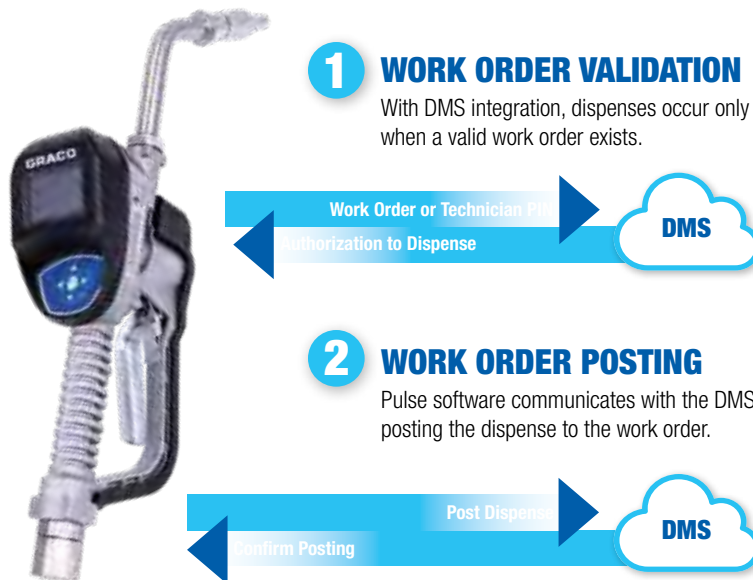 GRACO
1 WORK ORDER VALIDATION
With DMS integration, dispenses occur only
when a valid work order exists.
Work Order or Technician PIN
Authorization to Dispense
DMS
2 WORK ORDER POSTING
Pulse software communicates with the DMS
posting the dispense to the work order.
Post Dispense
Confirm Posting
DMS